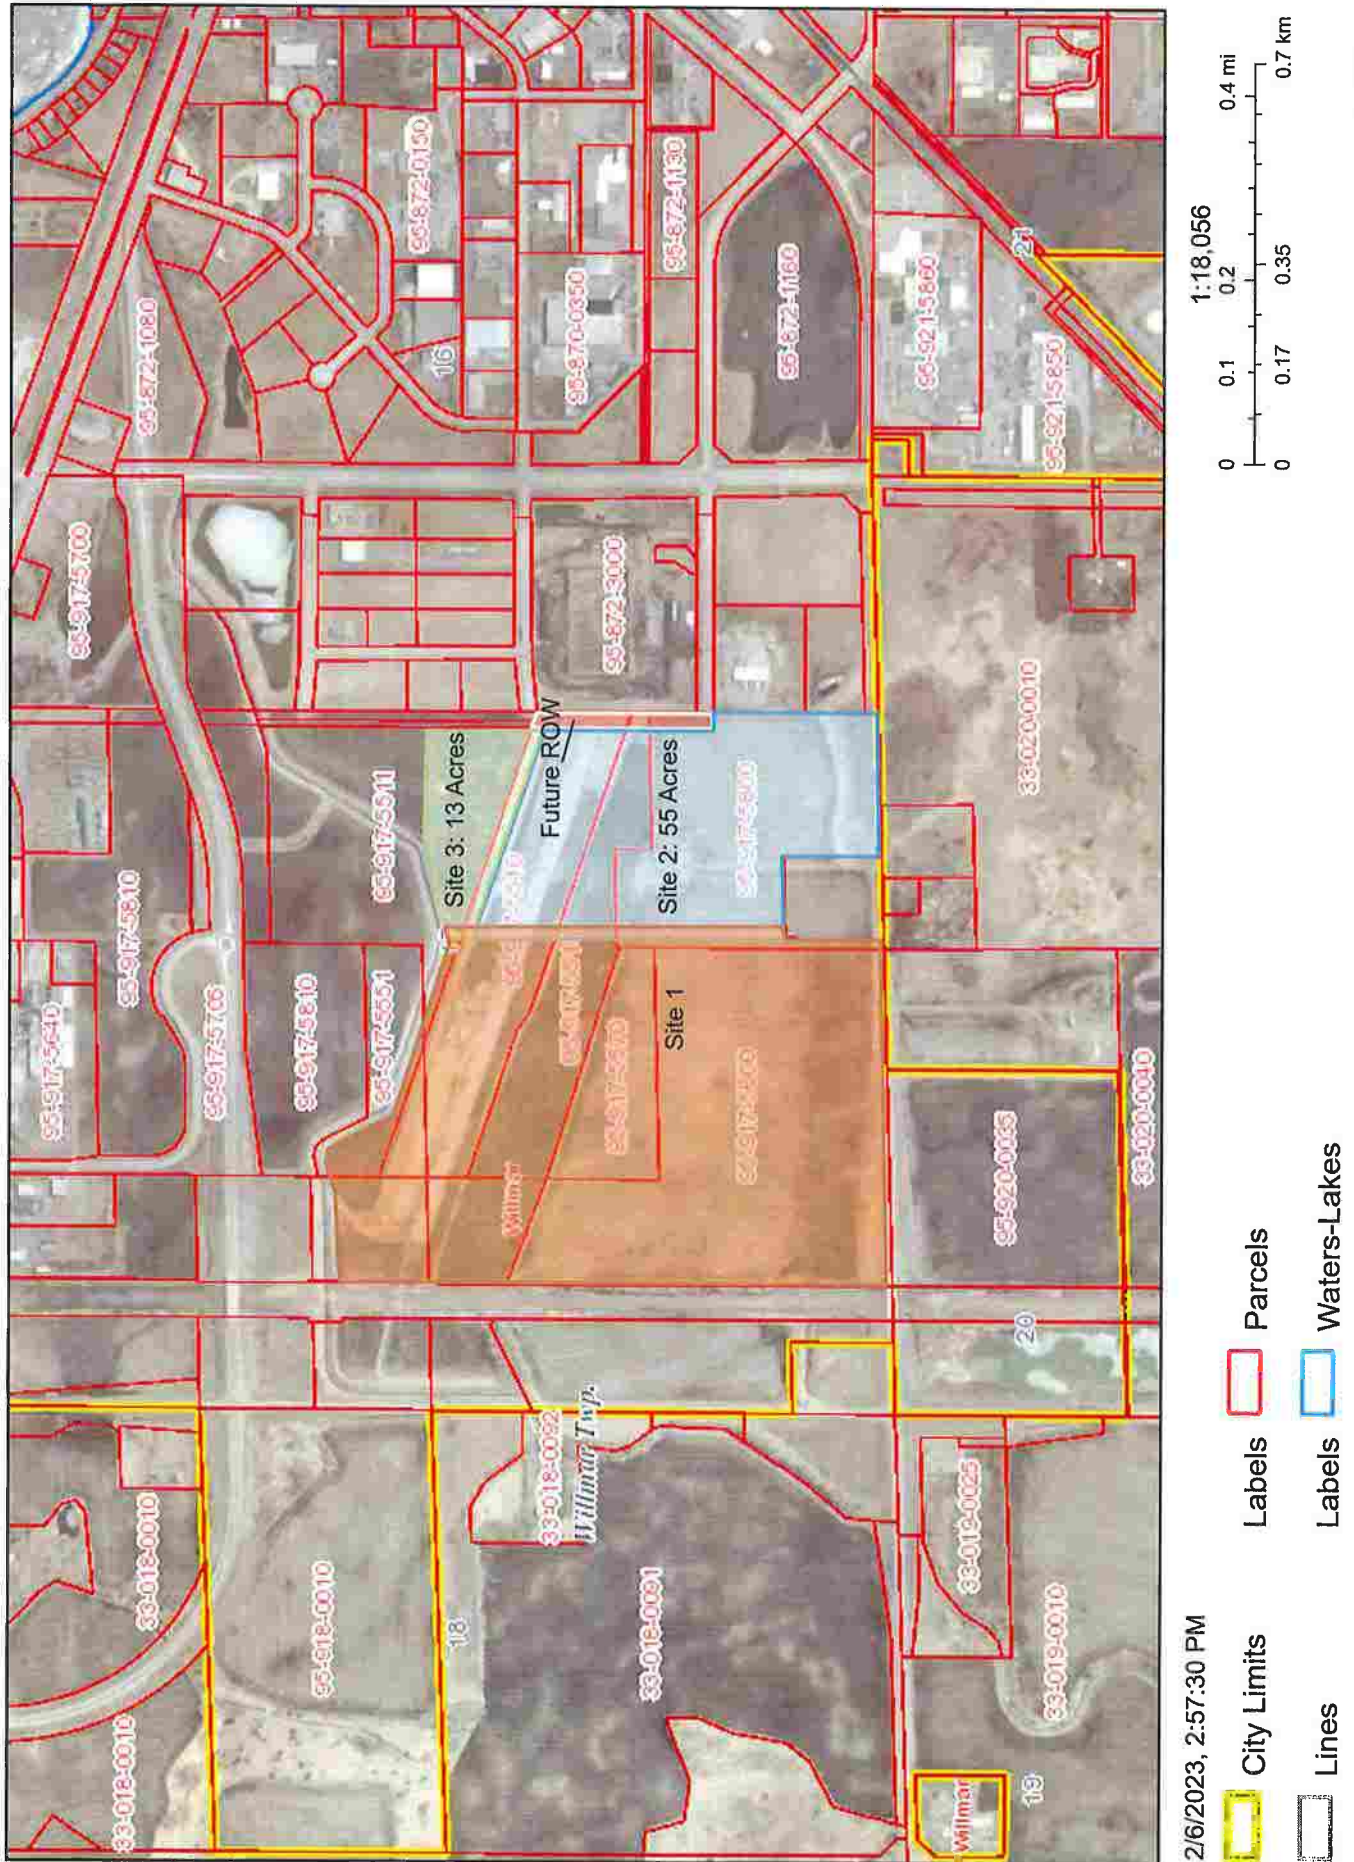 95-917-5640
95-917-5700
33-018-0010
33-018-0010
95-917-5810
95-872-1080
95-917-5706
95-918-0010
95-917-5810
95-917-5551
95-917-5511
95-872-0150
18
16
Site 3: 13 Acres
Willmar
33-018-0092
Future ROW
95-870-0350
Willmar Twp.
95-872-3000
33-018-0091
Site 1
Site 2: 55 Acres
95-872-1130
95-917-5800
95-872-1160
95-921-5860
Willmar
33-019-0025
95-920-0035
20
33-020-0010
21
19
33-019-0010
95-921-5850
33-020-0040
2/6/2023, 2:57:30 PM
1:18,056
0 0.1 0.2 0.4 mi
0 0.17 0.35 0.7 km
City Limits
Labels
Parcels
Lines
Labels
Waters-Lakes